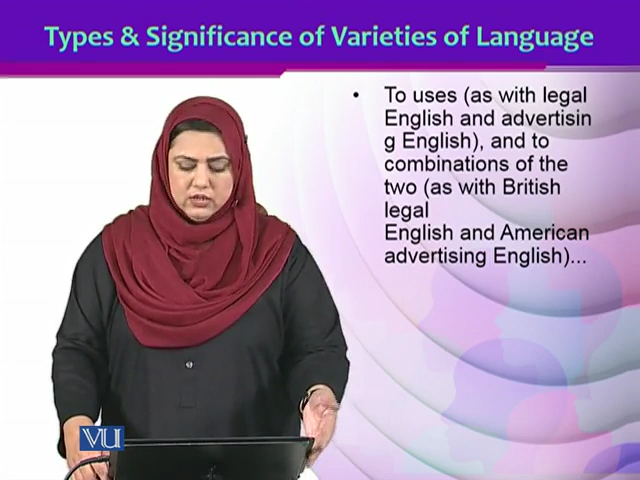 Types & Significance of Varieties of Language
• To uses (as with legal
English and advertisin
g English), and to
combinations of the
two (as with British
legal
English and American
advertising English)...
VU